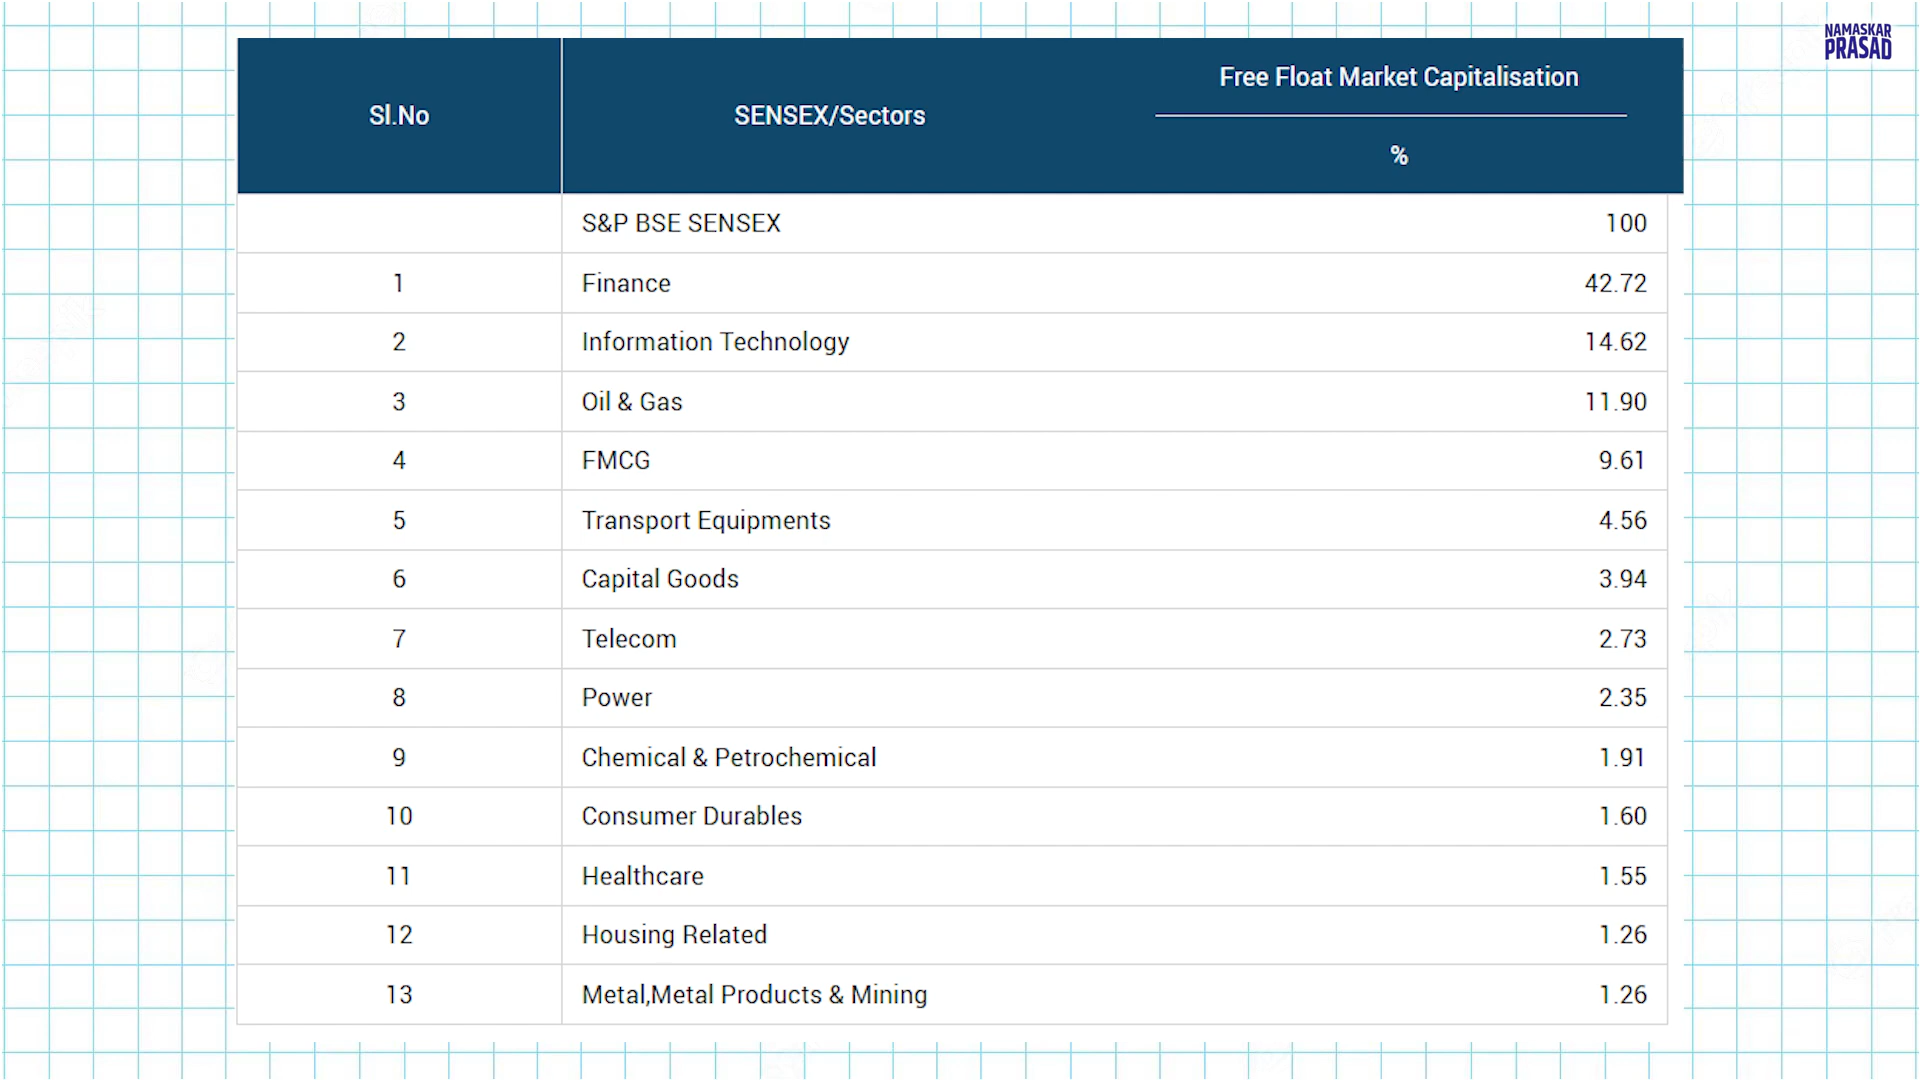 NAMASKAR
PRASAD
Sl.No SENSEX/Sectors Free Float Market Capitalisation
%
S&P BSE SENSEX 100
1 Finance 42.72
2 Information Technology 14.62
3 Oil & Gas 11.90
4 FMCG 9.61
5 Transport Equipments 4.56
6 Capital Goods 3.94
7 Telecom 2.73
8 Power 2.35
9 Chemical & Petrochemical 1.91
10 Consumer Durables 1.60
11 Healthcare 1.55
12 Housing Related 1.26
13 Metal,Metal Products & Mining 1.26